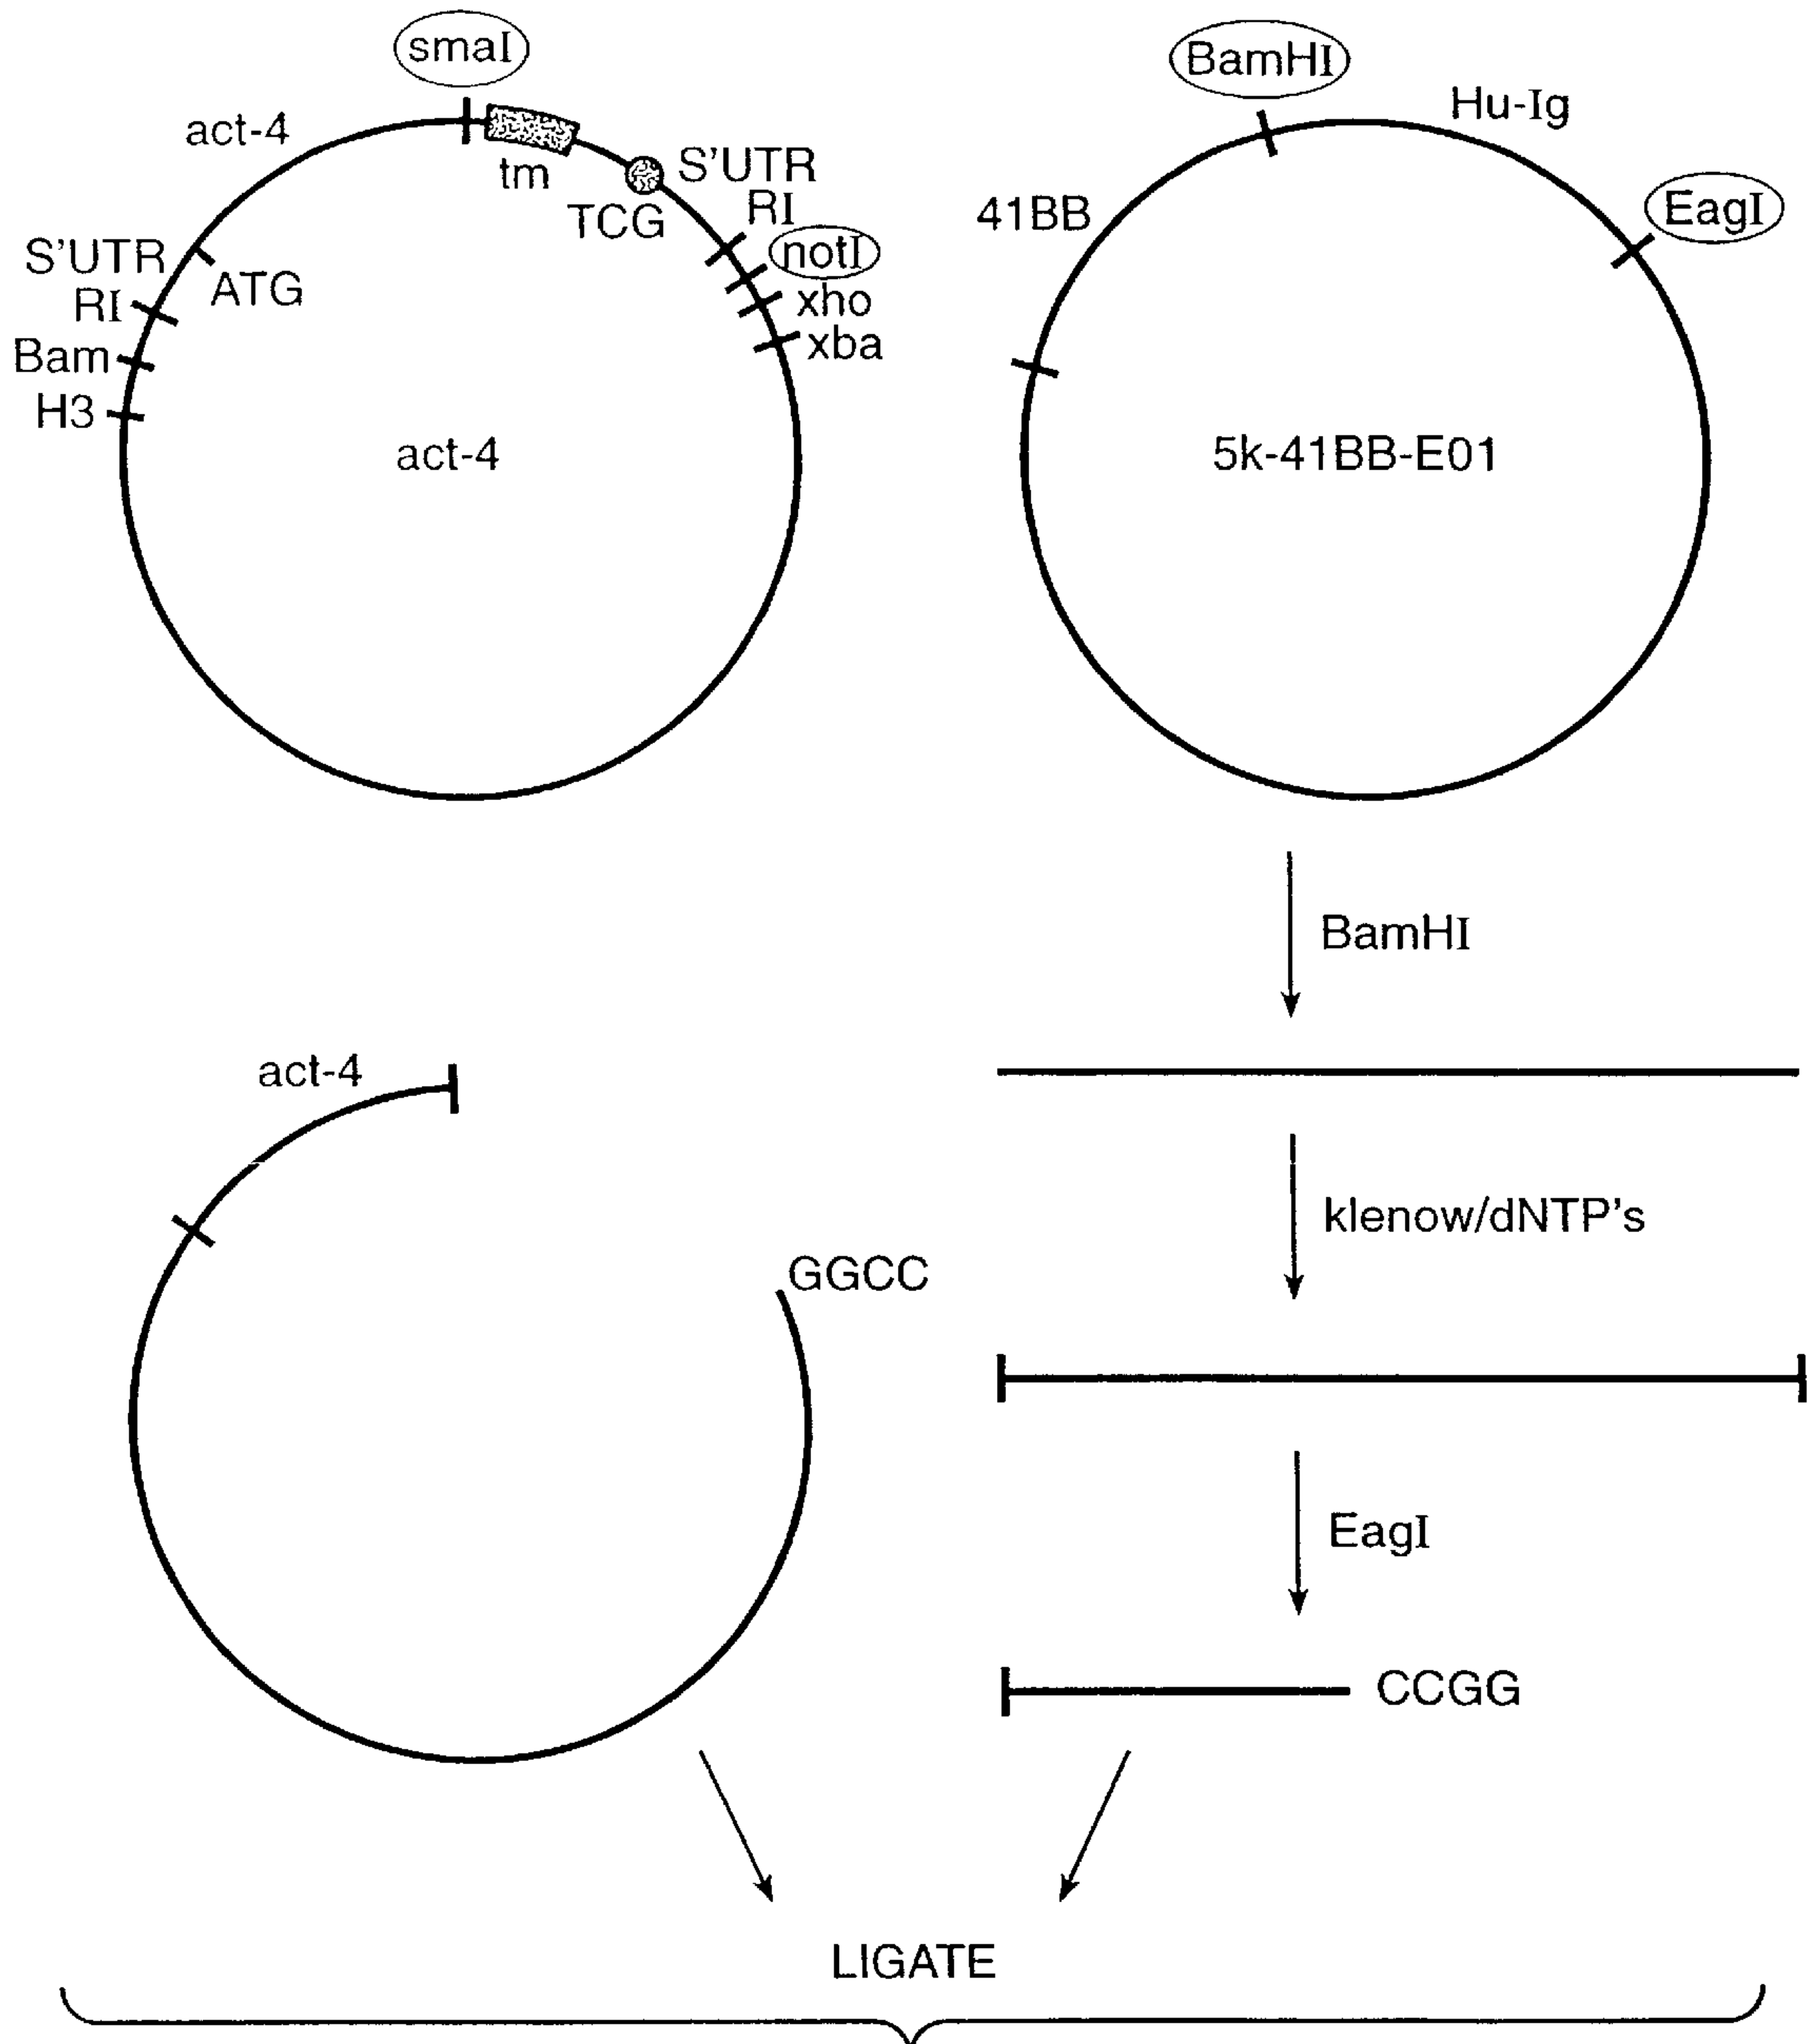 smaI
act-4
tm
S'UTR
TCG
RI
notI
xho
xba
S'UTR
ATG
RI
Bam
H3
act-4
BamHI
Hu-Ig
41BB
EagI
5k-41BB-E01
BamHI
act-4
klenow/dNTP's
GGCC
EagI
CCGG
LIGATE